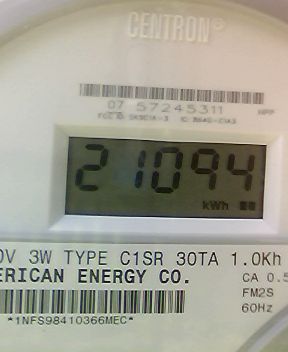 CENTRON®
07 57245311
HPP
21094
kWh
0V 3W TYPE C1SR 30TA 1.0Kh
ERICAN ENERGY CO.
CA 0.5
FM2S
60Hz
*1NFS98410366MEC*